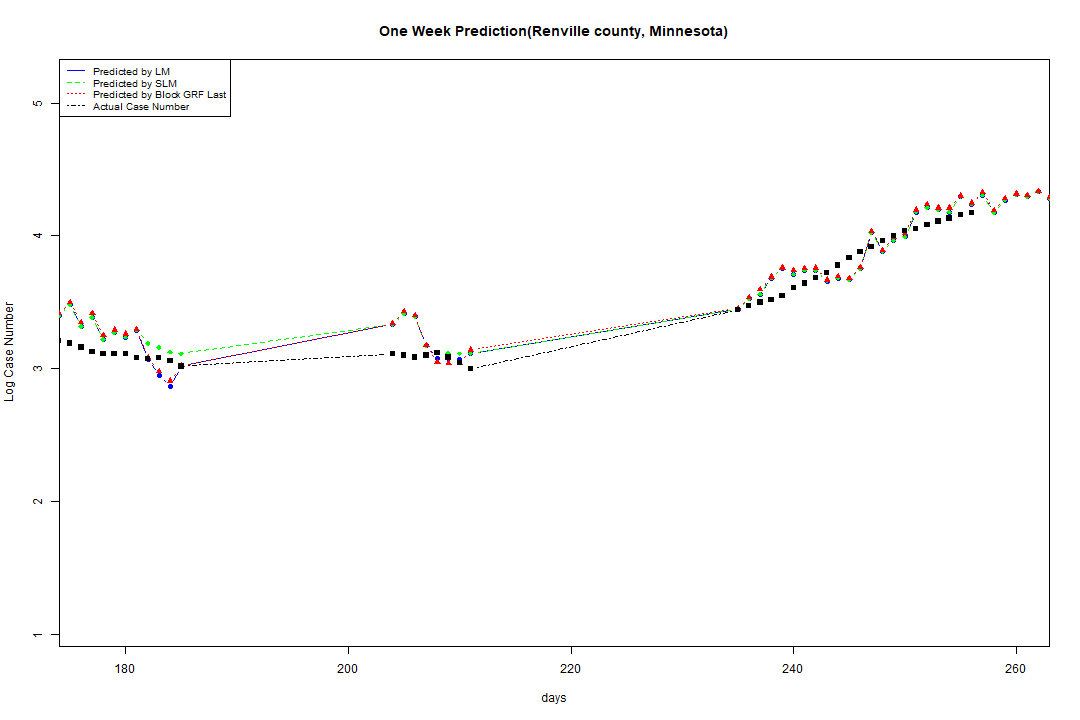 One Week Prediction(Renville county, Minnesota)
Predicted by LM
Predicted by SLM
Predicted by Block GRF Last
Actual Case Number
5
4
3
2
1
Log Case Number
180 200 220 240 260
days